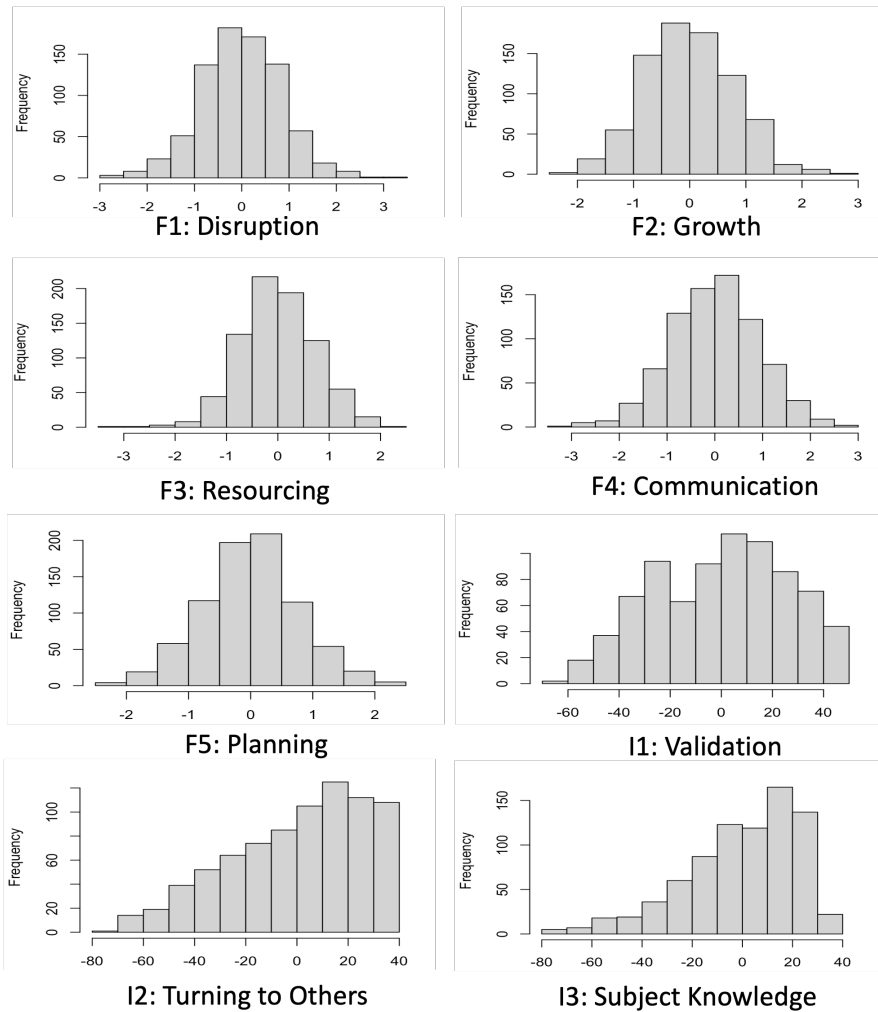 Frequency
0 50 100 150
-3 -2 -1 0 1 2 3
F1: Disruption
Frequency
0 50 100 150
-2 -1 0 1 2 3
F2: Growth
Frequency
0 50 100 150 200
-3 -2 -1 0 1 2
F3: Resourcing
Frequency
0 50 100 150
-3 -2 -1 0 1 2 3
F4: Communication
Frequency
0 50 100 150 200
-2 -1 0 1 2
F5: Planning
Frequency
0 20 40 60 80
-60 -40 -20 0 20 40
I1: Validation
Frequency
0 20 60 100
-80 -60 -40 -20 0 20 40
I2: Turning to Others
Frequency
0 50 100 150
-80 -60 -40 -20 0 20 40
I3: Subject Knowledge